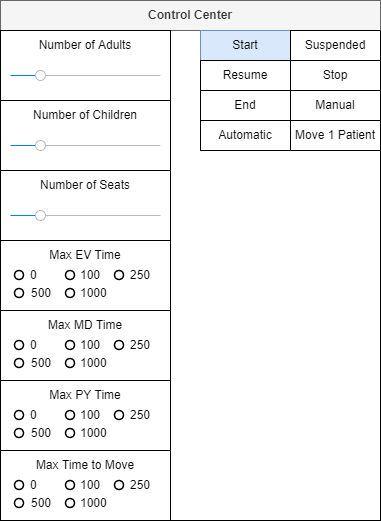 Control Center
Number of Adults
Number of Children
Number of Seats
Max EV Time
0 100 250
500 1000
Max MD Time
0 100 250
500 1000
Max PY Time
0 100 250
500 1000
Max Time to Move
0 100 250
500 1000
Start Suspended
Resume Stop
End Manual
Automatic Move 1 Patient